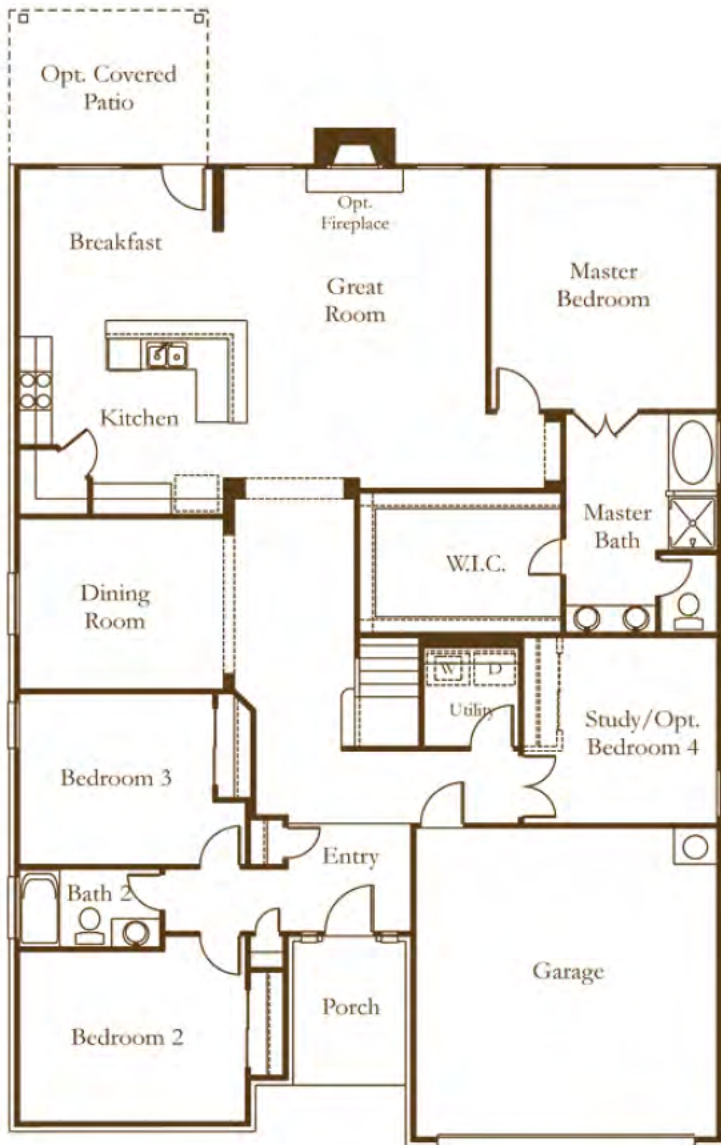 Opt. Covered
Patio
Opt.
Fireplace
Breakfast
Great
Room
Master
Bedroom
Kitchen
Master
Bath
W.I.C.
Dining
Room
W
D
Utility
Study/Opt.
Bedroom 4
Bedroom 3
Entry
Bath 2
Garage
Porch
Bedroom 2